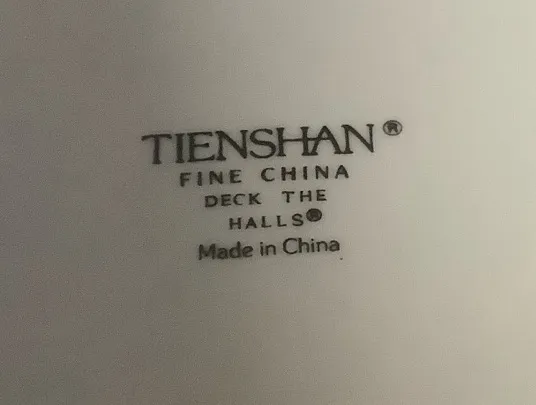 TIENSHAN®
FINE CHINA
DECK THE
HALLS®
Made in China